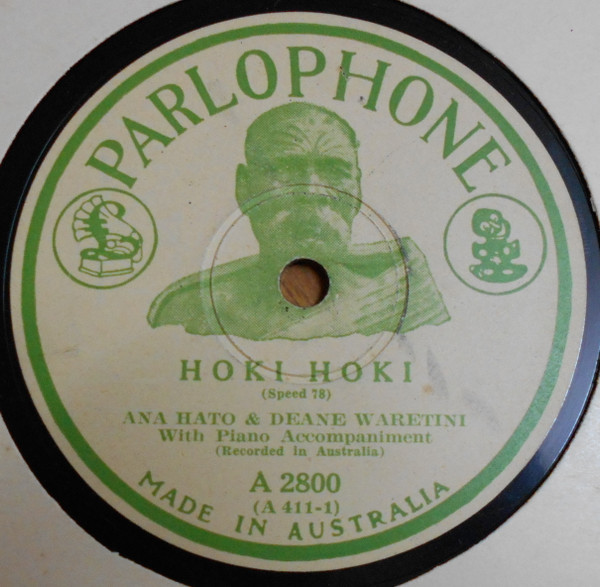 PARLOPHONE
HOKI HOKI
(Speed 78)
ANA HATO & DEANE WARETINI
With Piano Accompaniment
(Recorded in Australia)
A 2800
(A 411-1)
MADE IN AUSTRALIA